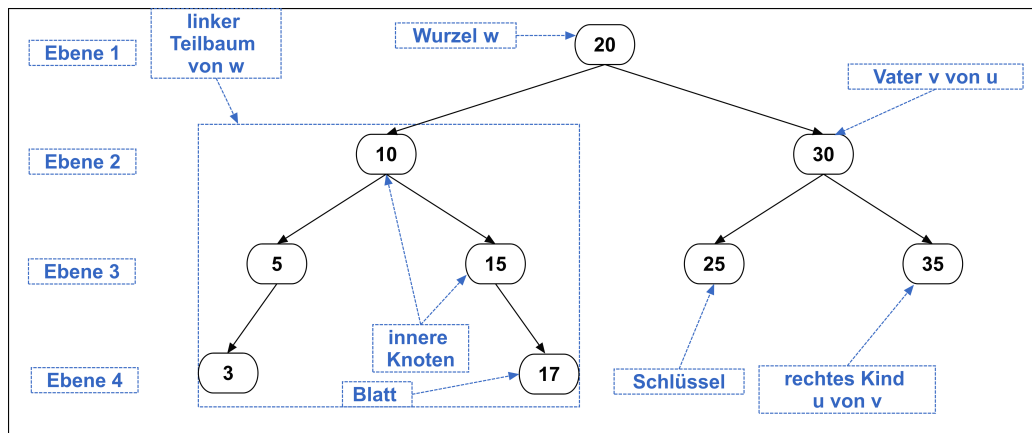 linker
Teilbaum
von w
Wurzel w
Ebene 1
20
Vater v von u
Ebene 2
10
30
Ebene 3
5
15
25
35
innere
Knoten
Ebene 4
3
17
Blatt
Schlüssel
rechtes Kind
u von v